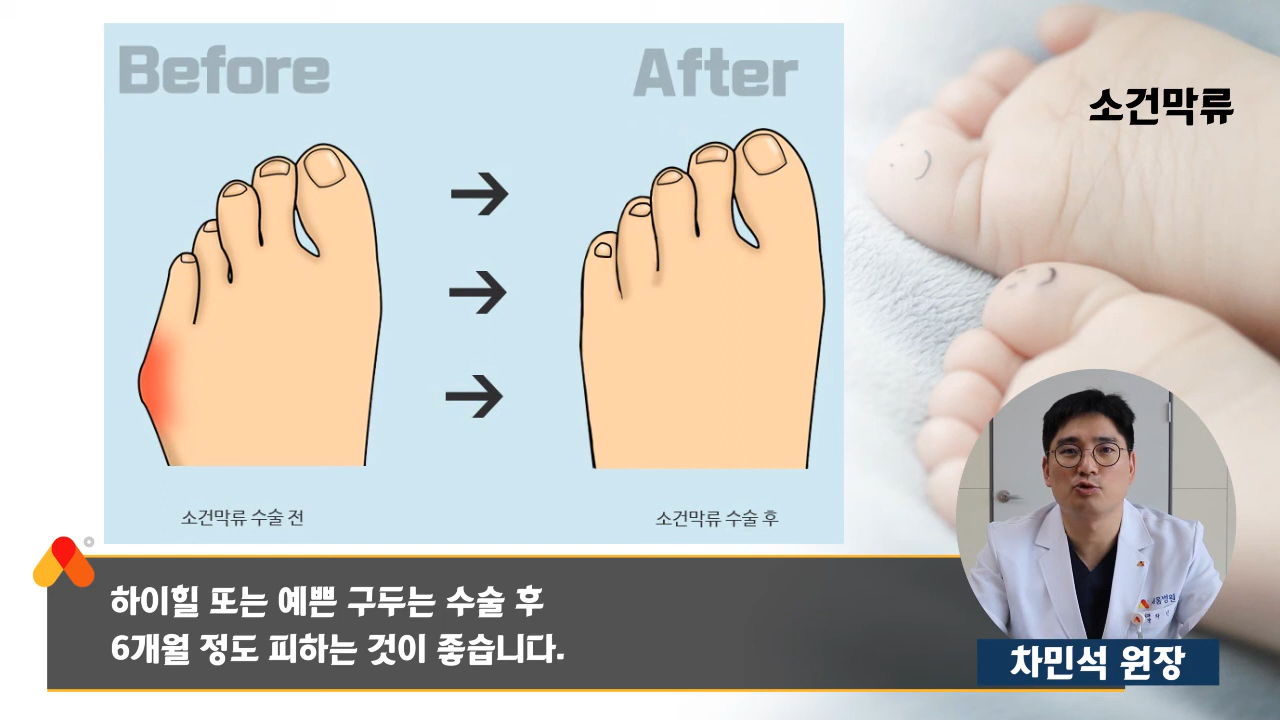 Before
After
소건막류
소건막류 수술 전
소건막류 수술 후
하이힐 또는 예쁜 구두는 수술 후
6개월 정도 피하는 것이 좋습니다.
차민석 원장